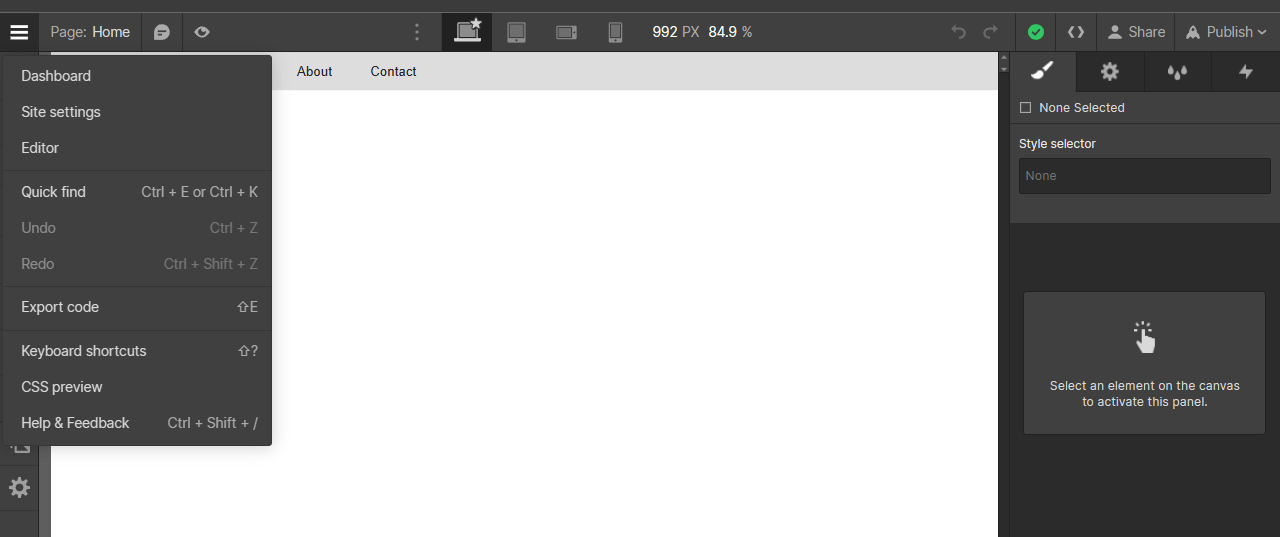 Page: Home
992 PX 84.9 %
Share
Publish
Dashboard
Site settings
Editor
Quick find Ctrl + E or Ctrl + K
Undo Ctrl + Z
Redo Ctrl + Shift + Z
Export code ⇧E
Keyboard shortcuts ⇧?
CSS preview
Help & Feedback Ctrl + Shift + /
About Contact
None Selected
Style selector
None
Select an element on the canvas
to activate this panel.